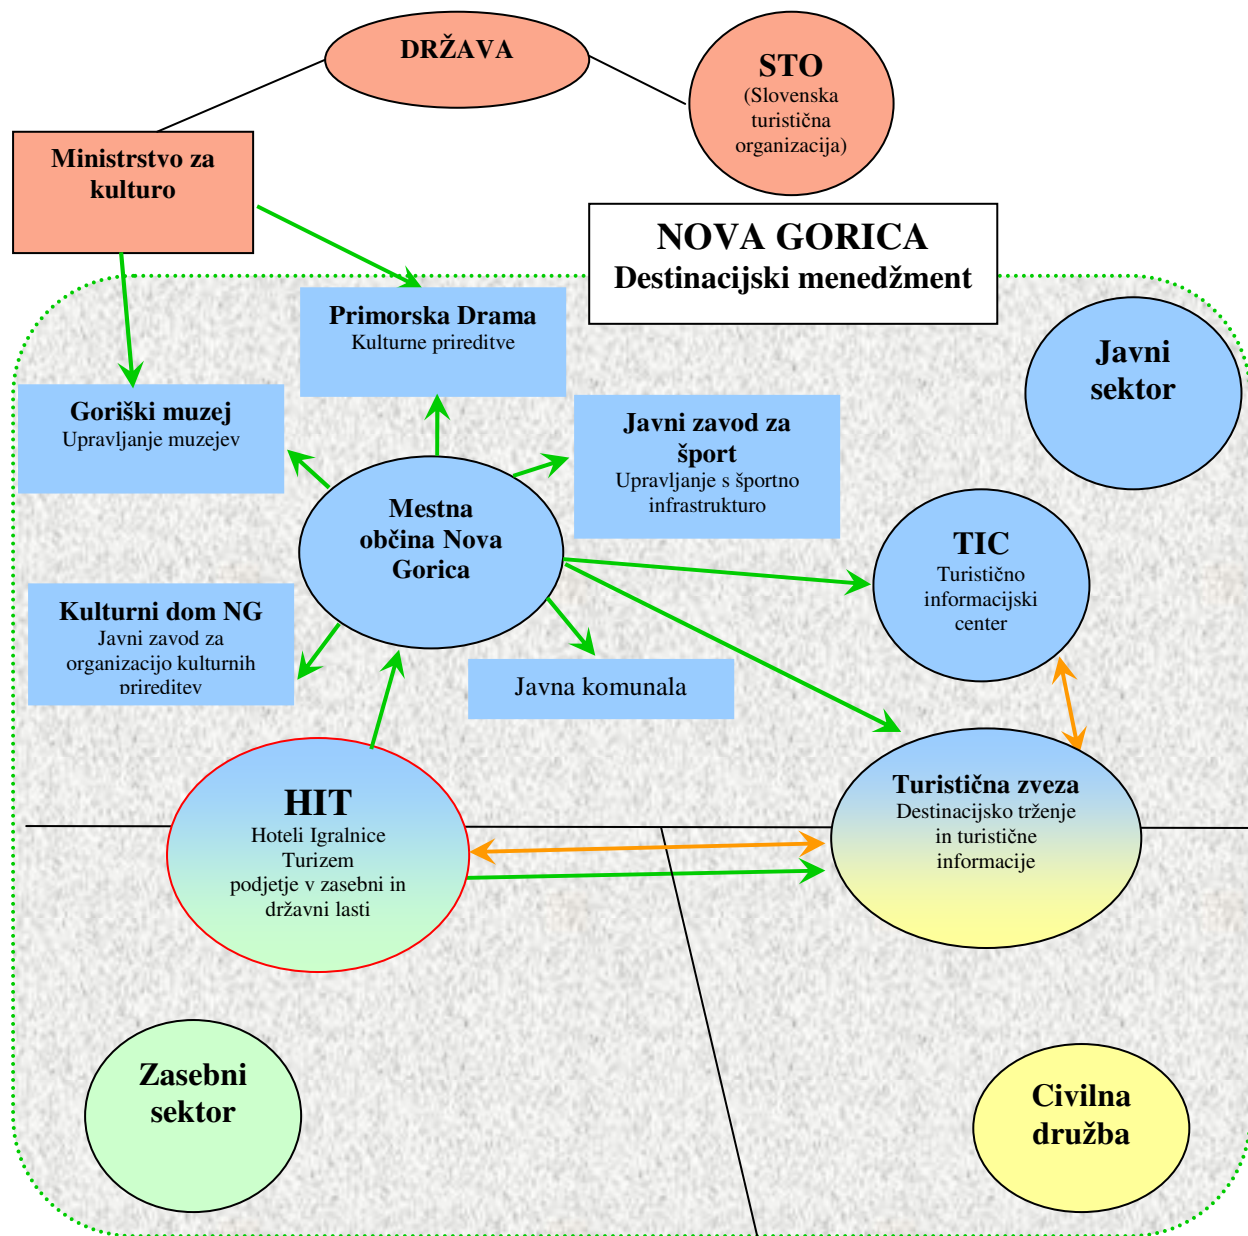 DRŽAVA
STO
(Slovenska
turistična
organizacija)
Ministrstvo za
kulturo
NOVA GORICA
Destinacijski menedžment
Primorska Drama
Kulturne prireditve
Javni
sektor
Goriški muzej
Upravljanje muzejev
Javni zavod za
šport
Upravljanje s športno
infrastrukturo
Mestna
občina Nova
Gorica
TIC
Turistično
informacijski
center
Kulturni dom NG
Javni zavod za
organizacijo kulturnih
prireditev
Javna komunala
HIT
Hoteli Igralnice
Turizem
podjetje v zasebni in
državni lasti
Turistična zveza
Destinacijsko trženje
in turistične
informacije
Zasebni
sektor
Civilna
družba